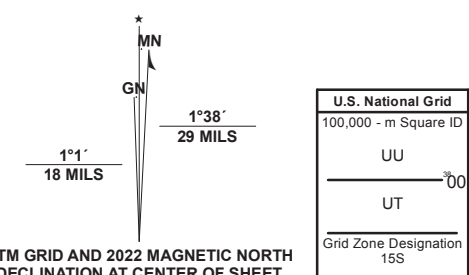 MN
GN
1°38´
29 MILS
1°1´
18 MILS
TM GRID AND 2022 MAGNETIC NORTH
DECLINATION AT CENTER OF SHEET
U.S. National Grid
100,000 - m Square ID
UU
3800
UT
Grid Zone Designation
15S